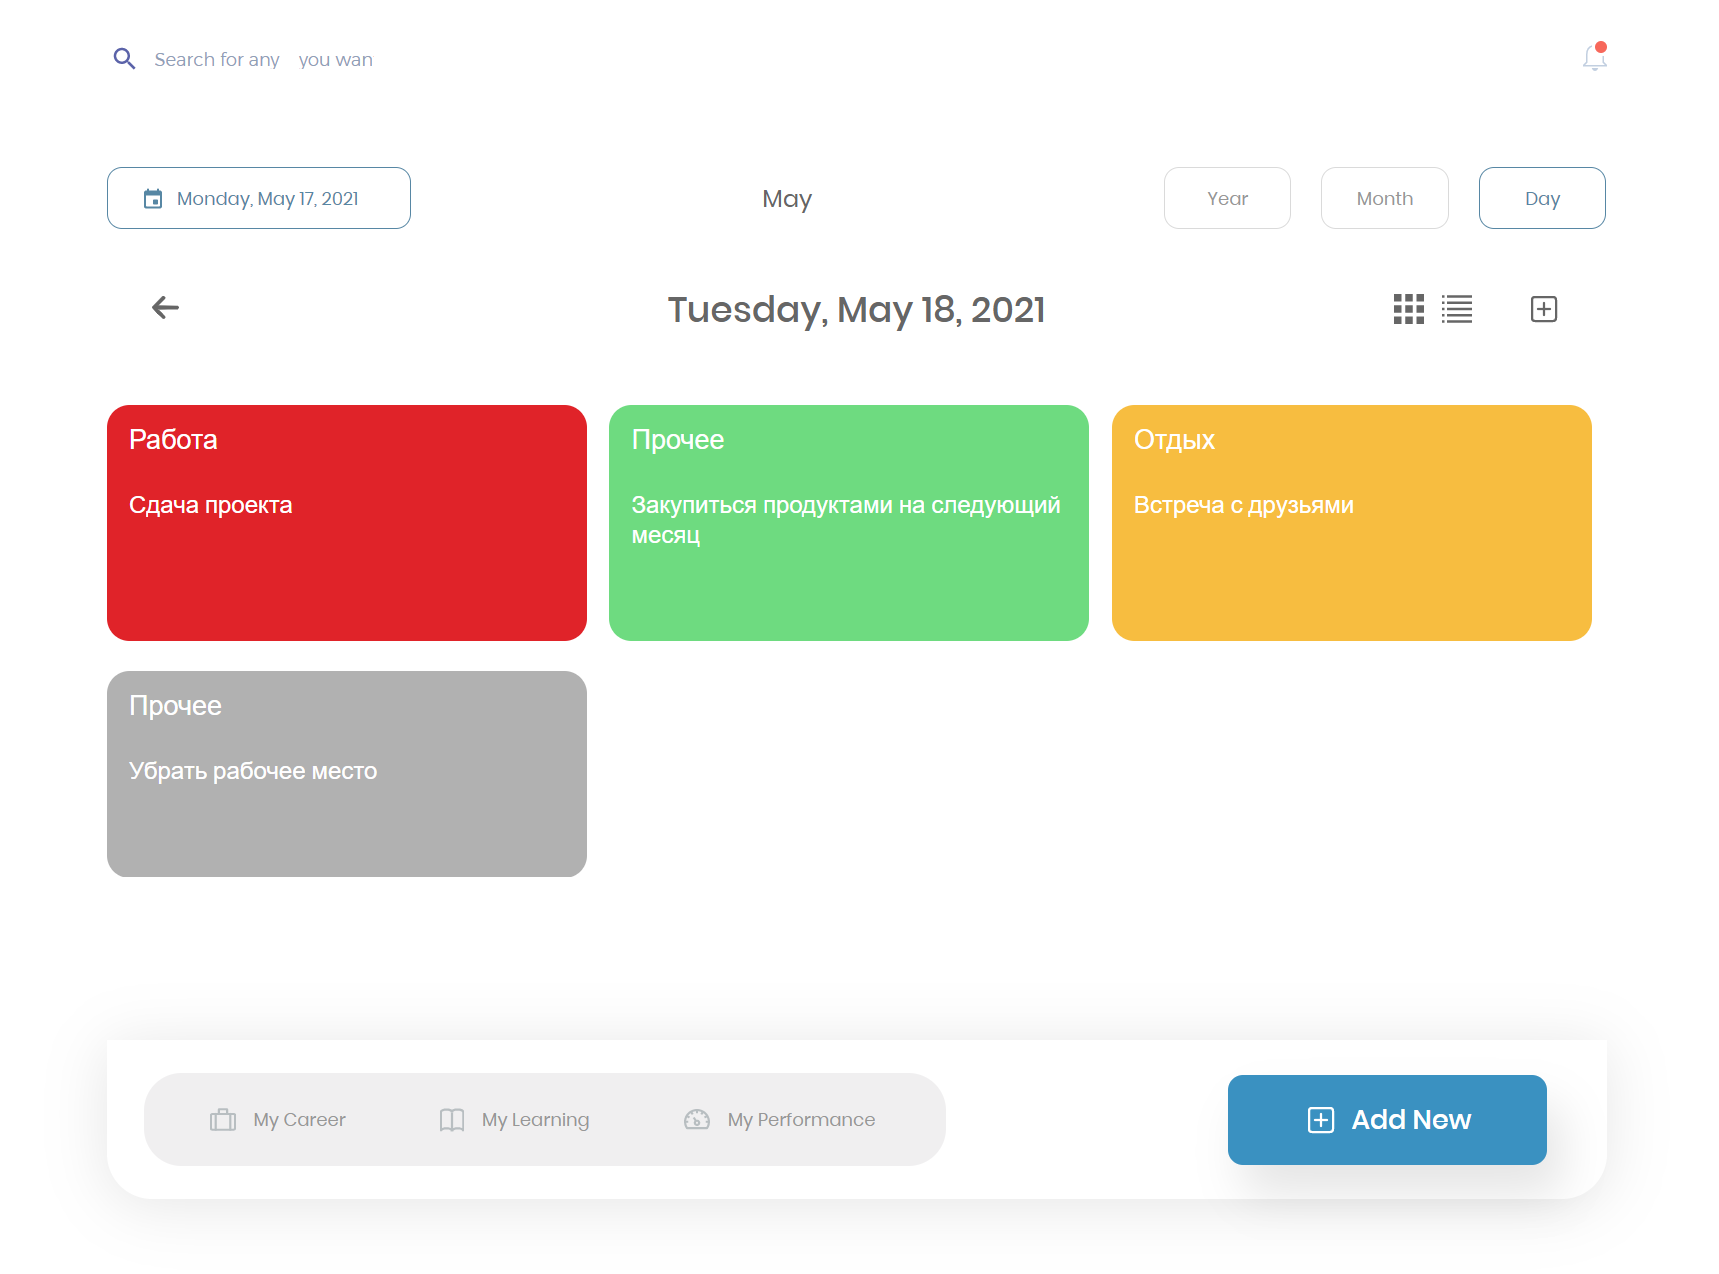 Search for any you wan
Monday, May 17, 2021
May
Year
Month
Day
Tuesday, May 18, 2021
Работа
Сдача проекта
Прочее
Закупиться продуктами на следующий
месяц
Отдых
Встреча с друзьями
Прочее
Убрать рабочее место
My Career
My Learning
My Performance
Add New